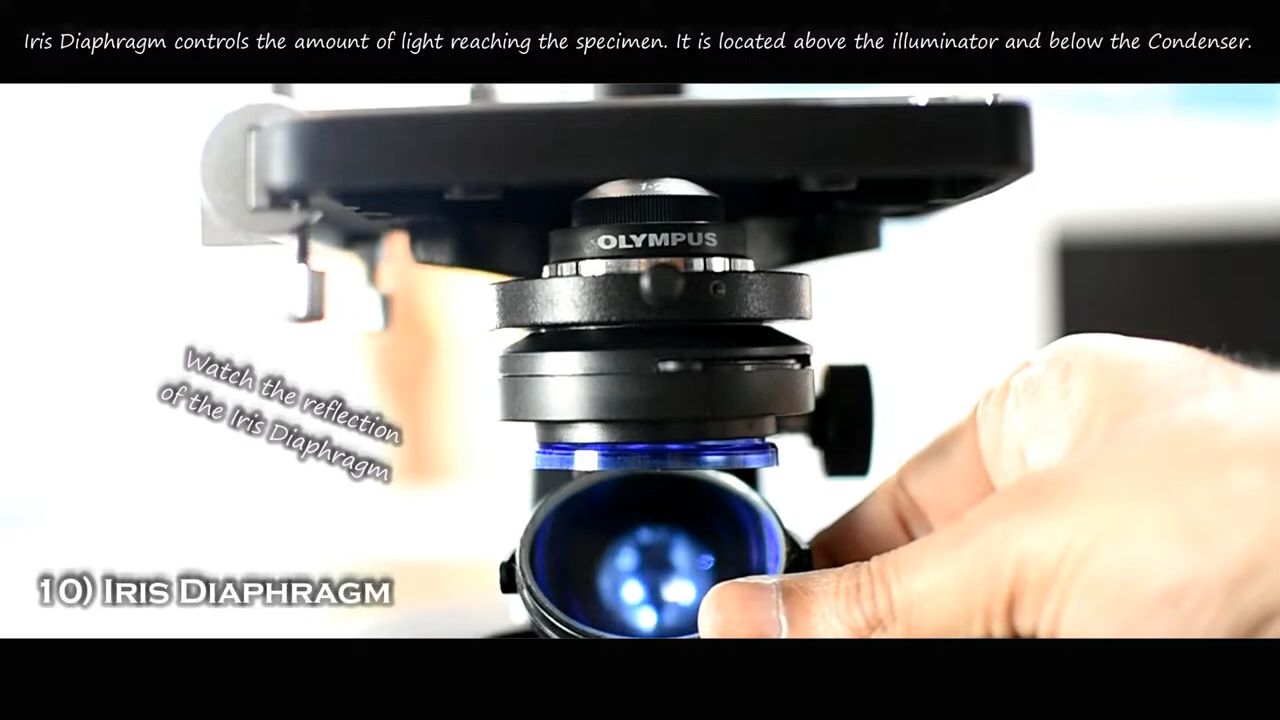 Iris Diaphragm controls the amount of light reaching the specimen. It is located above the illuminator and below the Condenser.
OLYMPUS
Watch the reflection
of the Iris Diaphragm
10) IRIS DIAPHRAGM